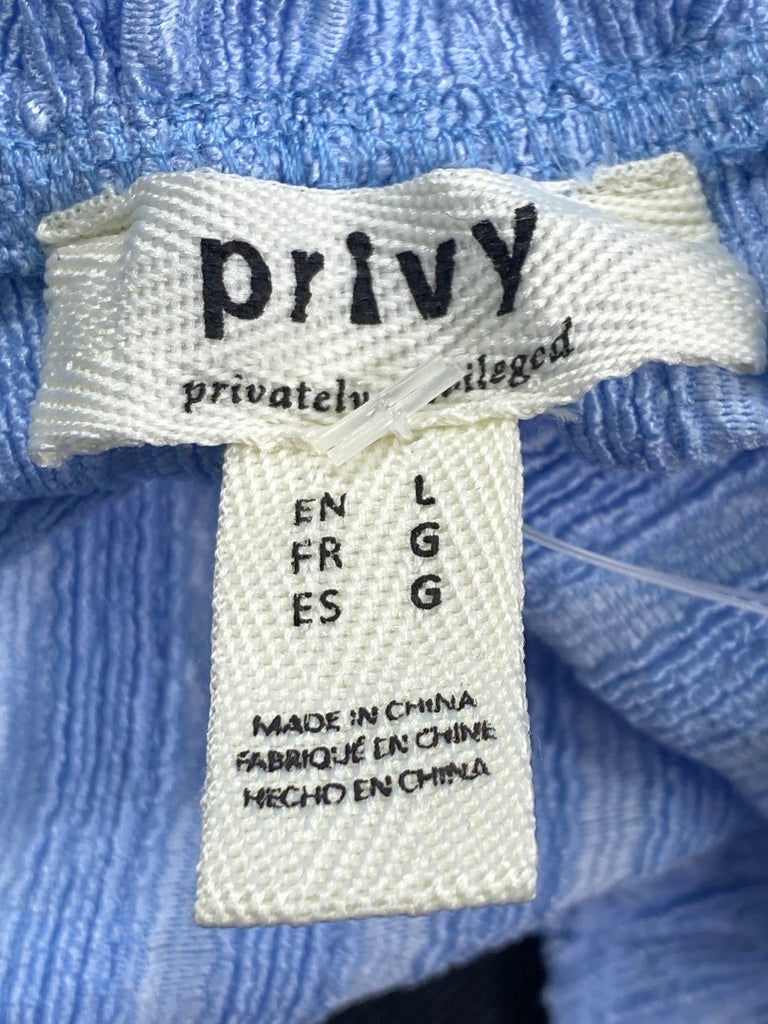 privy
privately
EN L
FR G
ES G
MADE IN CHINA
FABRIQUÉ EN CHINE
HECHO EN CHINA